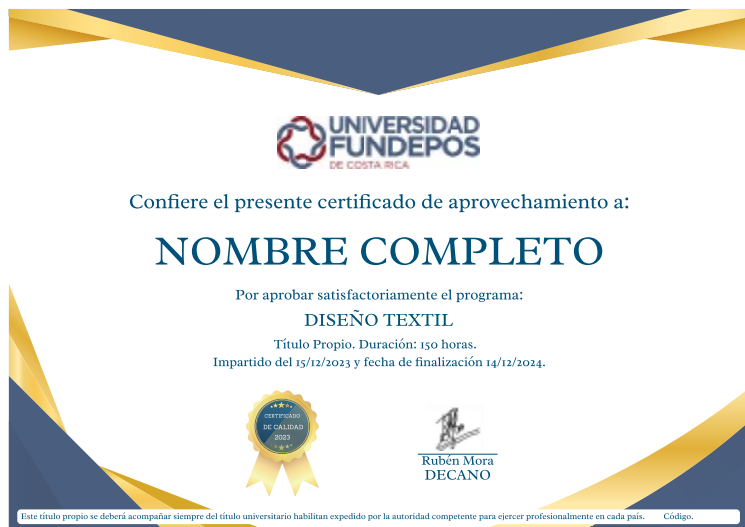 UNIVERSIDAD
FUNDEPOS
DE COSTA RICA
Confiere el presente certificado de aprovechamiento a:
NOMBRE COMPLETO
Por aprobar satisfactoriamente el programa:
DISEÑO TEXTIL
Título Propio. Duración: 150 horas.
Impartido del 15/12/2023 y fecha de finalización 14/12/2024.
CERTIFICADO
DE CALIDAD
2023
Rubén Mora
DECANO
Este título propio se deberá acompañar siempre del título universitario habilitan expedido por la autoridad competente para ejercer profesionalmente en cada país. Código.